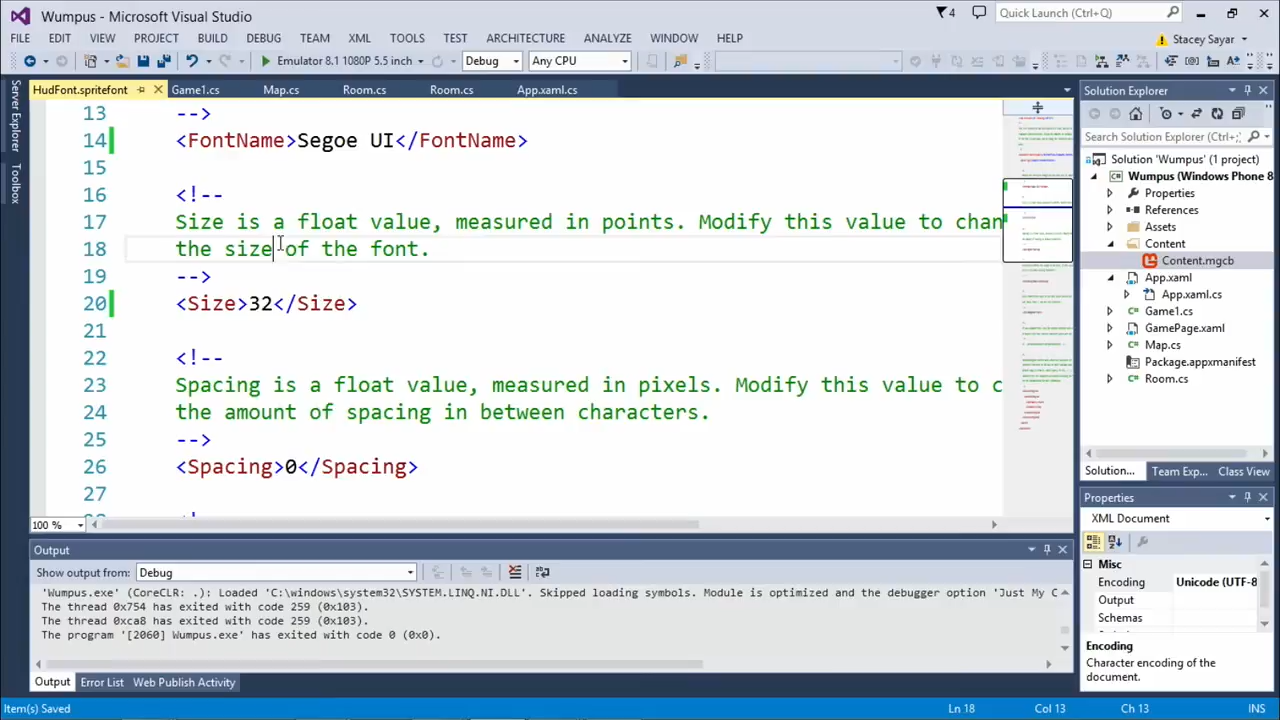 Wumpus - Microsoft Visual Studio
4
Quick Launch (Ctrl+Q)
FILE EDIT VIEW PROJECT BUILD DEBUG TEAM XML TOOLS TEST ARCHITECTURE ANALYZE WINDOW HELP
Stacey Sayar
Emulator 8.1 1080P 5.5 inch Debug Any CPU
Server Explorer
Toolbox
HudFont.spritefont Game1.cs Map.cs Room.cs Room.cs App.xaml.cs
13 -->
14 <FontName>SegoeUI</FontName>
15
16 <!--
17 Size is a float value, measured in points. Modify this value to chan
18 the size of the font.
19 -->
20 <Size>32</Size>
21
22 <!--
23 Spacing is a float value, measured in pixels. Modify this value to c
24 the amount of spacing in between characters.
25 -->
26 <Spacing>0</Spacing>
27
100 %
Solution Explorer
Search Solution Explorer (Ctrl+;)
Solution 'Wumpus' (1 project)
Wumpus (Windows Phone 8
Properties
References
Assets
Content
Content.mgcb
App.xaml
App.xaml.cs
Game1.cs
GamePage.xaml
Map.cs
Package.appxmanifest
Room.cs
Solution... Team Exp... Class View
Properties
XML Document
Misc
Encoding Unicode (UTF-8
Output
Encoding
Character encoding of the document.
Output
Show output from: Debug
'Wumpus.exe' (CoreCLR: .): Loaded 'C:\windows\system32\SYSTEM.LINQ.NI.DLL'. Skipped loading symbols. Module is optimized and the debugger option 'Just My C
The thread 0x754 has exited with code 259 (0x103).
The thread 0xca8 has exited with code 259 (0x103).
The program '[2060] Wumpus.exe' has exited with code 0 (0x0).
Output Error List Web Publish Activity
Item(s) Saved Ln 18 Col 13 Ch 13 INS